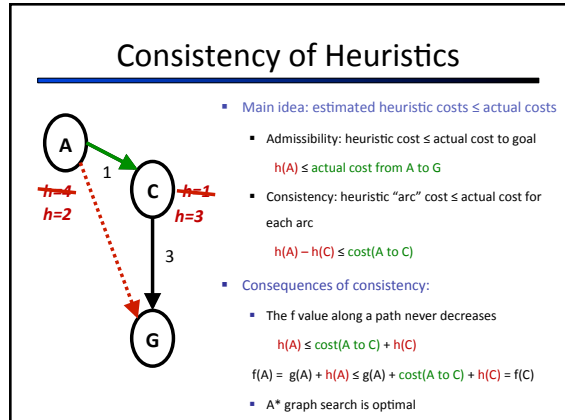 Consistency of Heuristics
A
1
h=4
h=2
C
h=1
h=3
3
G
▪ Main idea: estimated heuristic costs ≤ actual costs
▪ Admissibility: heuristic cost ≤ actual cost to goal
h(A) ≤ actual cost from A to G
▪ Consistency: heuristic “arc” cost ≤ actual cost for
each arc
h(A) – h(C) ≤ cost(A to C)
▪ Consequences of consistency:
▪ The f value along a path never decreases
h(A) ≤ cost(A to C) + h(C)
f(A) = g(A) + h(A) ≤ g(A) + cost(A to C) + h(C) = f(C)
▪ A* graph search is optimal